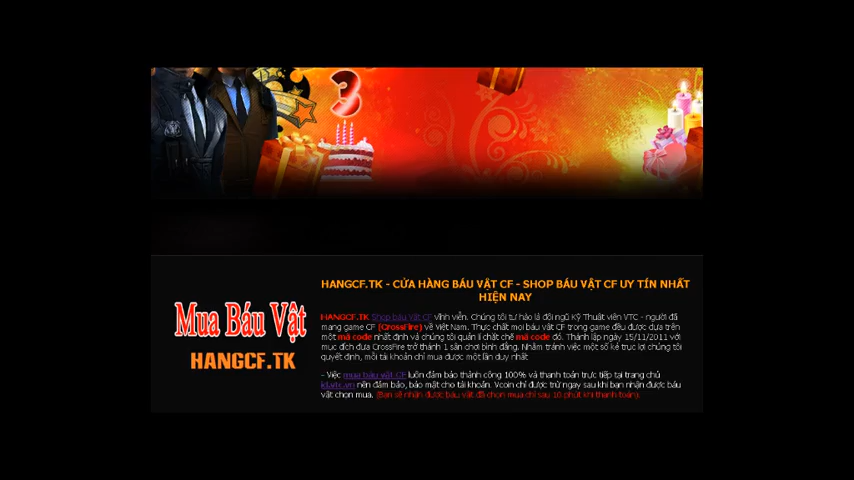 3
HANGCF.TK - CỬA HÀNG BÁU VẬT CF - SHOP BÁU VẬT CF UY TÍN NHẤT
HIỆN NAY
Mua Báu Vật
HANGCF.TK
HANGCF.TK Shop báu Vật CF vĩnh viễn. Chúng tôi tự hào là đội ngũ Kỹ Thuật viên VTC - người đã
mang game CF (CrossFire) về Việt Nam. Thực chất mọi báu vật CF trong game đều được dựa trên
một mã code nhất định và chúng tôi quản lí chất chẽ mã code đó. Thành lập ngày 15/11/2011 với
mục đích đưa CrossFire trở thành 1 sân chơi bình đẳng. Nhằm tránh việc một số kẻ trục lợi chúng tôi
quyết định, mỗi tài khoản chỉ mua được một lần duy nhất
- Việc mua báu vật CF luôn đảm bảo thành công 100% và thanh toán trực tiếp tại trang chủ
id.vtc.vn nên đảm bảo, bảo mật cho tài khoản. Vcoin chỉ được trừ ngay sau khi bạn nhận được báu
vật chọn mua. (Bạn sẽ nhận được báu vật đã chọn mua chỉ sau 10 phút khi thanh toán).